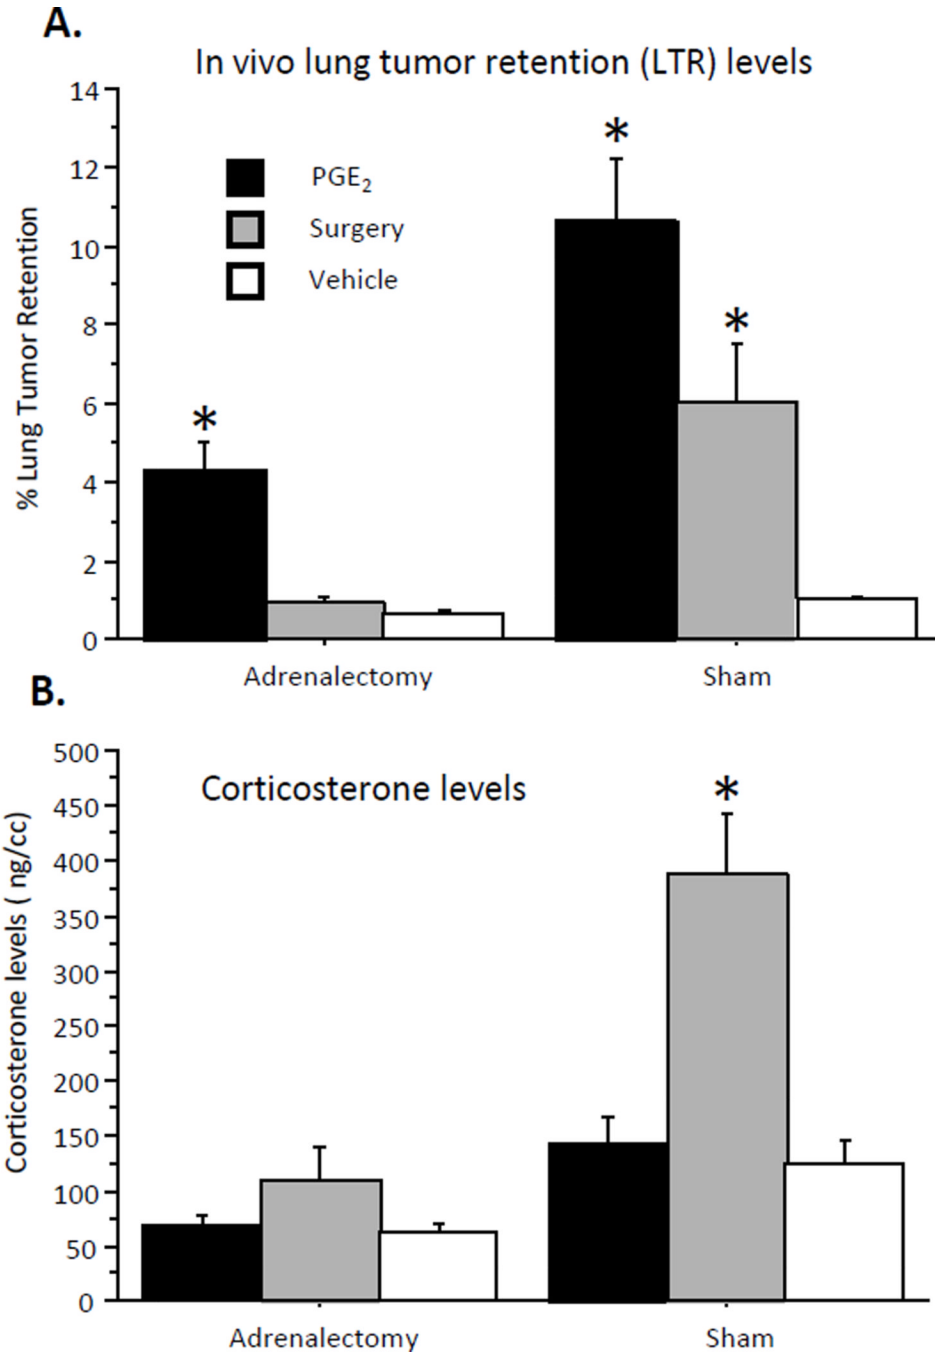 A.
In vivo lung tumor retention (LTR) levels
% Lung Tumor Retention
14
12
10
8
6
4
2
0
PGE₂
Surgery
Vehicle
*
*
*
Adrenalectomy
Sham
B.
Corticosterone levels
Corticosterone levels ( ng/cc)
500
450
400
350
300
250
200
150
100
50
0
*
Adrenalectomy
Sham